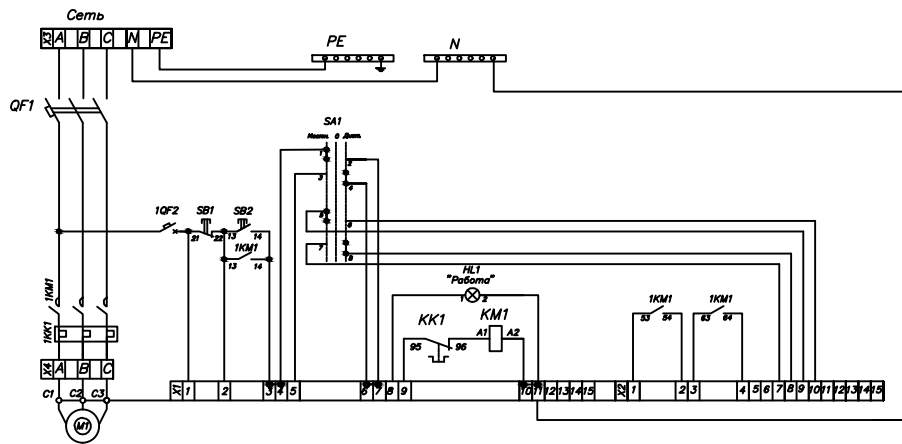 Сеть
X3 A B C N PE
PE
N
QF1
SA1
Местн. 0 Дист.
1
2
3
4
5
6
7
8
1QF2
SB1
SB2
21 22 13 14
1KM1
13 14
HL1
"Работа"
1 2
1KM1
KK1
KM1
95 96 A1 A2
1KM1
53 54
1KM1
63 64
1KK1
X4 A B C
X1 1 2 3 4 5 6 7 8 9 10 11 12 13 14 15
X2 1 2 3 4 5 6 7 8 9 10 11 12 13 14 15
C1 C2 C3
M1